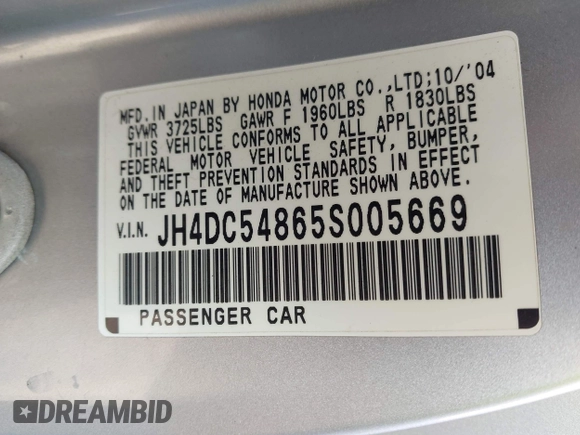 MFD.IN JAPAN BY HONDA MOTOR CO.,LTD;10/'04
GVWR 3725LBS GAWR F 1960LBS R 1830LBS
THIS VEHICLE CONFORMS TO ALL APPLICABLE
FEDERAL MOTOR VEHICLE SAFETY, BUMPER,
AND THEFT PREVENTION STANDARDS IN EFFECT
ON THE DATE OF MANUFACTURE SHOWN ABOVE.
V.I.N. JH4DC54865S005669
PASSENGER CAR
DREAMBID